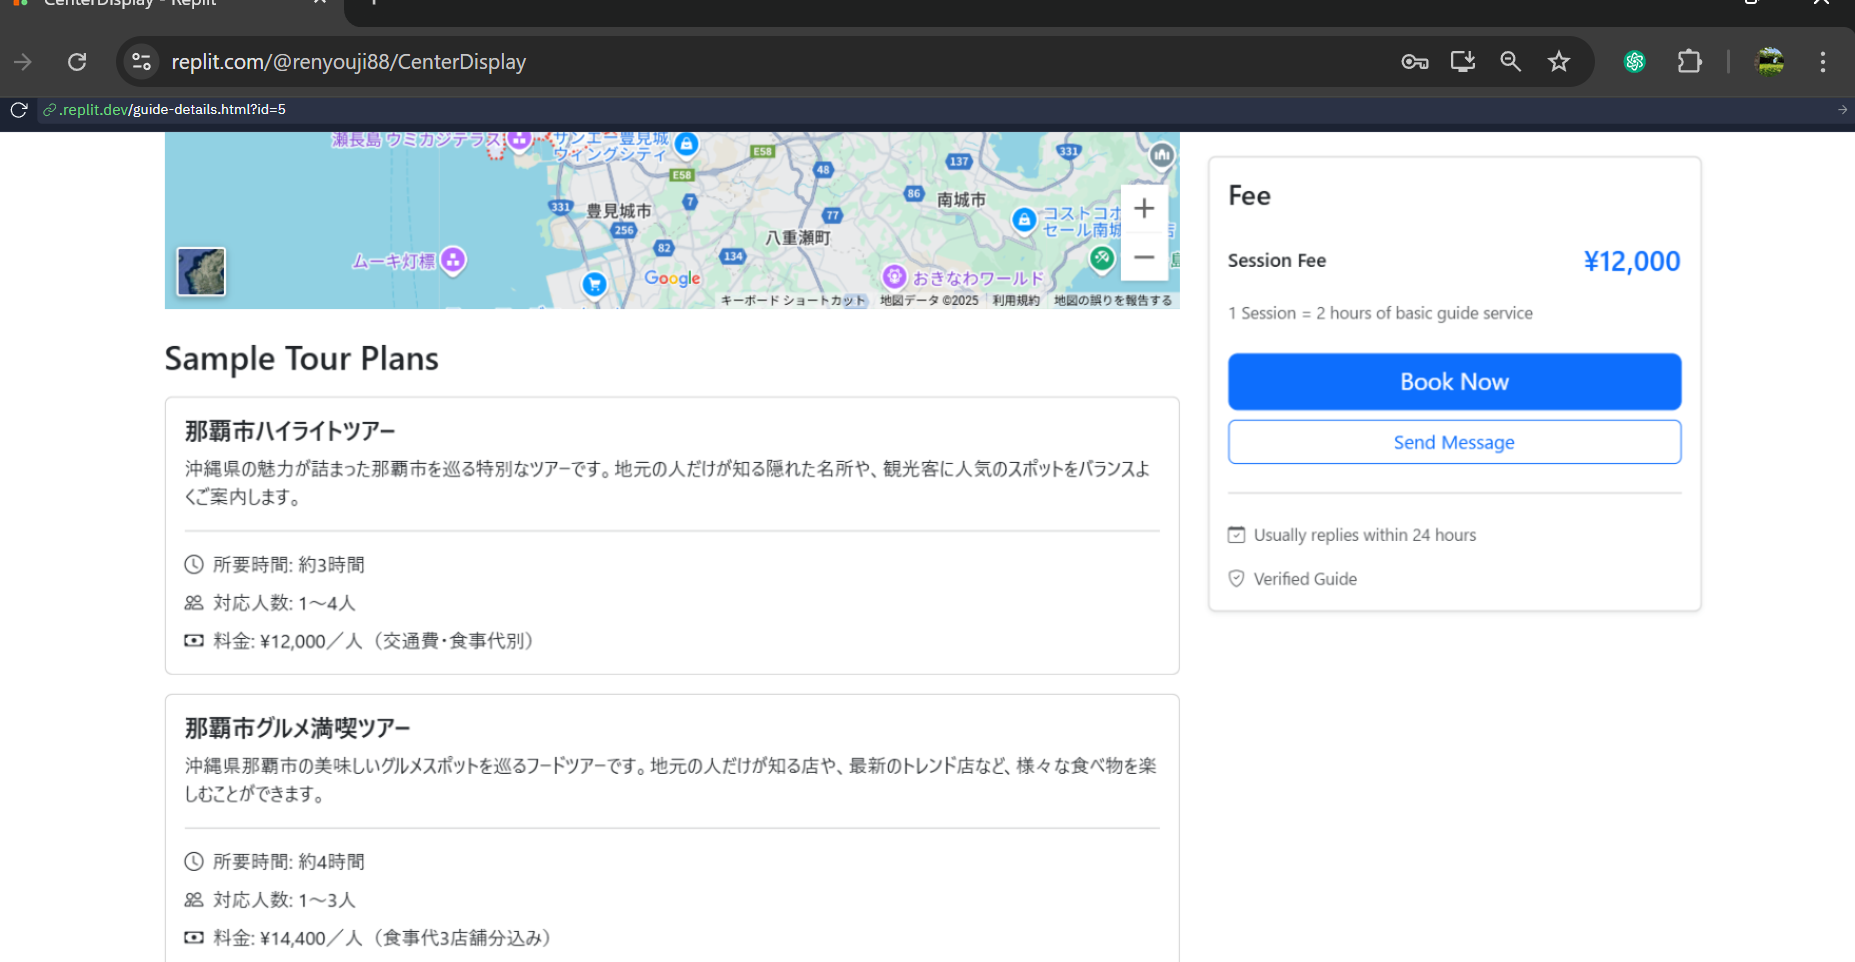 CenterDisplay - Replit
replit.com/@renyouji88/CenterDisplay
.replit.dev/guide-details.html?id=5
瀬長島 ウミカジテラス
サンエー豊見城
ウィングシティ
E58
E58
48
137
331
331
豊見城市
7
86
南城市
77
256
82
134
八重瀬町
コストコホ
セール南城
店
ムーキ灯標
Google
おきなわワールド
島
キーボード ショートカット
地図データ ©2025
利用規約
地図の誤りを報告する
Sample Tour Plans
那覇市ハイライトツアー
沖縄県の魅力が詰まった那覇市を巡る特別なツアーです。地元の人だけが知る隠れた名所や、観光客に人気のスポットをバランスよ
くご案内します。
所要時間: 約3時間
対応人数: 1〜4人
料金: ¥12,000／人（交通費・食事代別）
那覇市グルメ満喫ツアー
沖縄県那覇市の美味しいグルメスポットを巡るフードツアーです。地元の人だけが知る店や、最新のトレンド店など、様々な食べ物を楽
しむことができます。
所要時間: 約4時間
対応人数: 1〜3人
料金: ¥14,400／人（食事代3店舗分込み）
Fee
Session Fee
¥12,000
1 Session = 2 hours of basic guide service
Book Now
Send Message
Usually replies within 24 hours
Verified Guide